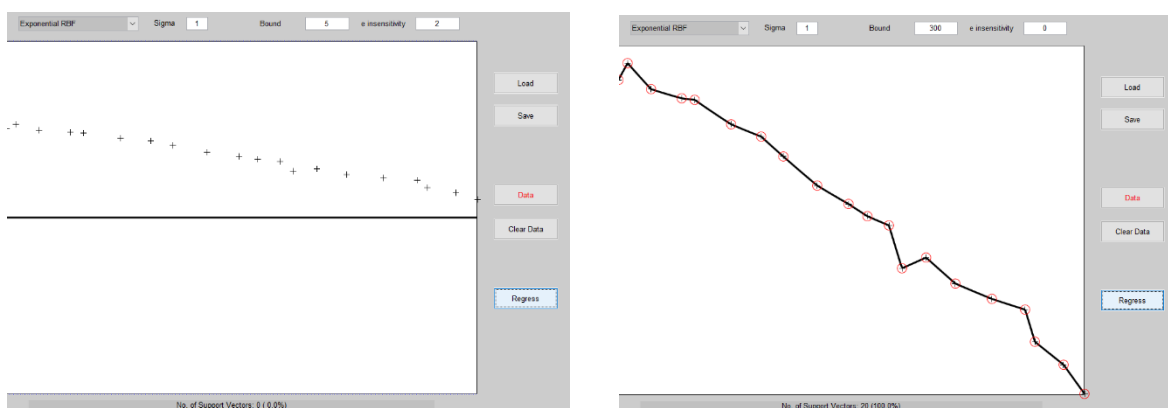 Exponential RBF Sigma 1 Bound 5 e insensitivity 2
Load
Save
Data
Clear Data
Regress
No. of Support Vectors: 0 ( 0.0%)
Exponential RBF Sigma 1 Bound 300 e insensitivity 0
Load
Save
Data
Clear Data
Regress
No. of Support Vectors: 20 (100.0%)